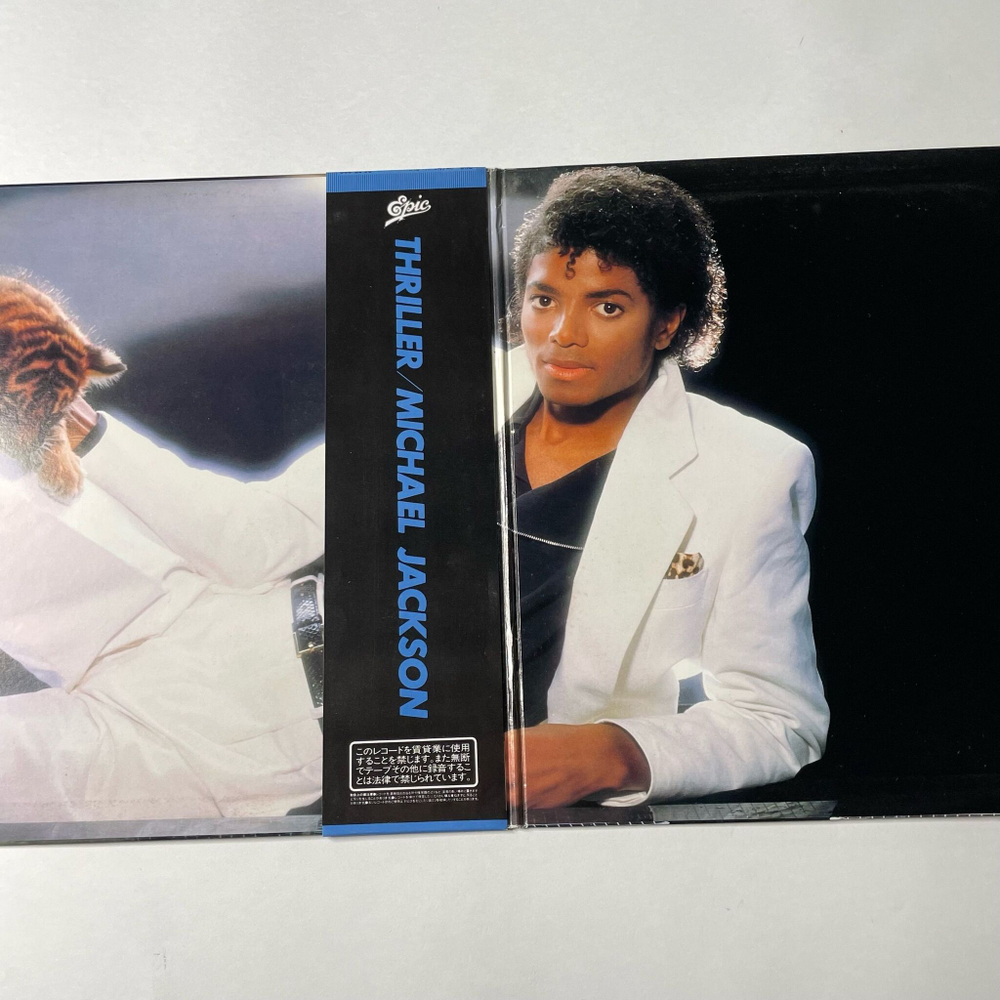 Epic
THRILLER/MICHAEL JACKSON
このレコードを賃貸業に使用
することを禁じます。また無断
でテープその他に録音するこ
とは法律で禁じられています。